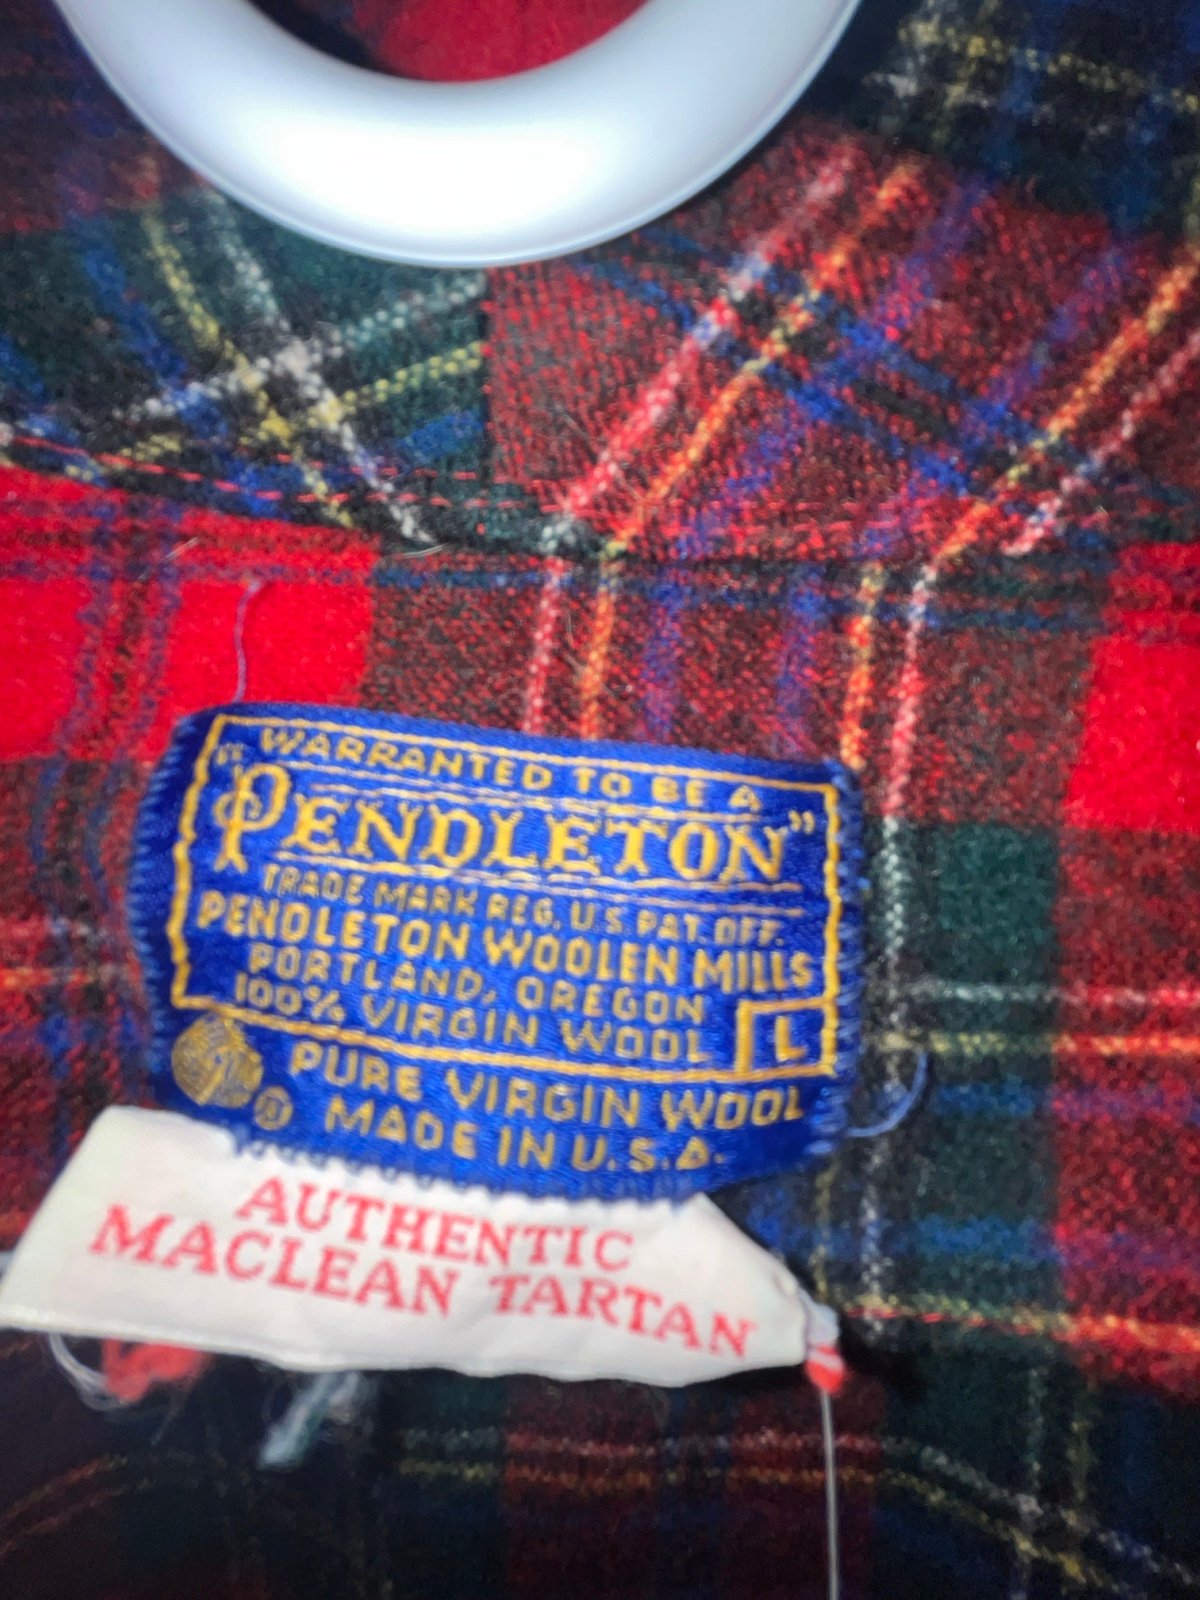 WARRANTED TO BE A
"PENDLETON"
TRADE MARK REG. U.S. PAT. OFF.
PENDLETON WOOLEN MILLS
PORTLAND, OREGON
100% VIRGIN WOOL L
PURE VIRGIN WOOL
® MADE IN U.S.A.
AUTHENTIC
MACLEAN TARTAN